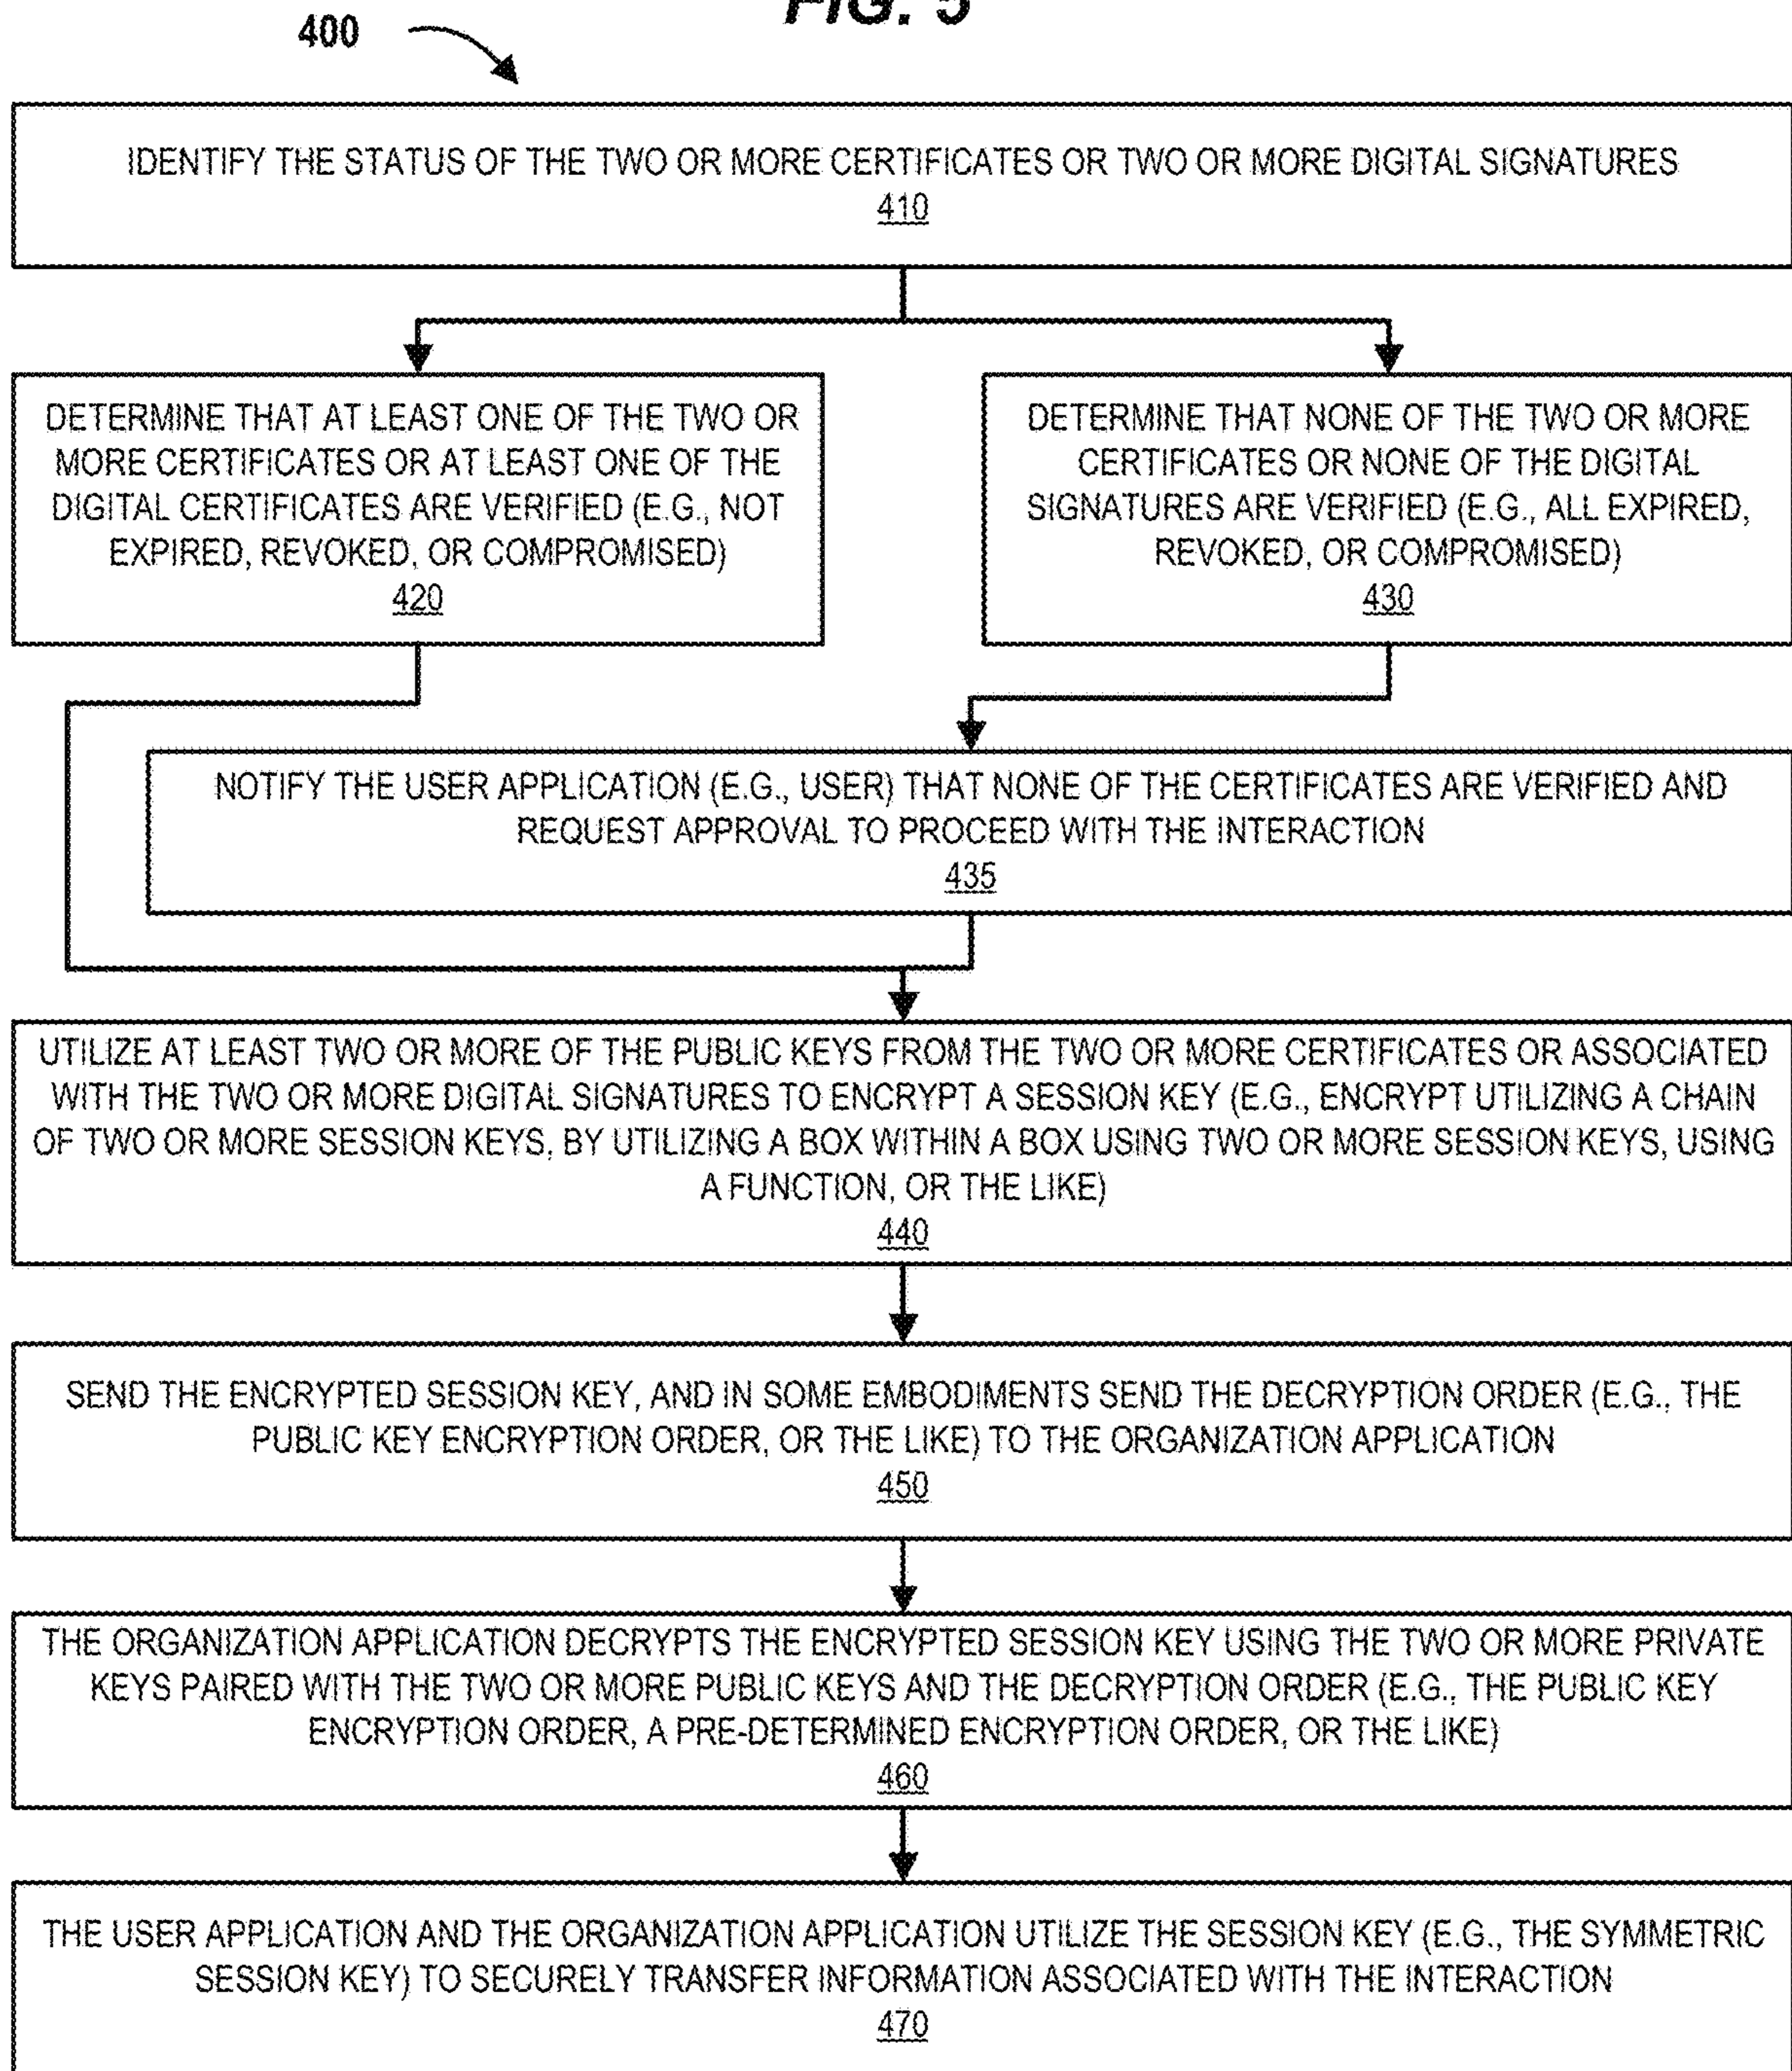 FIG. 5
400
IDENTIFY THE STATUS OF THE TWO OR MORE CERTIFICATES OR TWO OR MORE DIGITAL SIGNATURES
410
DETERMINE THAT AT LEAST ONE OF THE TWO OR
MORE CERTIFICATES OR AT LEAST ONE OF THE
DIGITAL CERTIFICATES ARE VERIFIED (E.G., NOT
EXPIRED, REVOKED, OR COMPROMISED)
420
DETERMINE THAT NONE OF THE TWO OR MORE
CERTIFICATES OR NONE OF THE DIGITAL
SIGNATURES ARE VERIFIED (E.G., ALL EXPIRED,
REVOKED, OR COMPROMISED)
430
NOTIFY THE USER APPLICATION (E.G., USER) THAT NONE OF THE CERTIFICATES ARE VERIFIED AND
REQUEST APPROVAL TO PROCEED WITH THE INTERACTION
435
UTILIZE AT LEAST TWO OR MORE OF THE PUBLIC KEYS FROM THE TWO OR MORE CERTIFICATES OR ASSOCIATED
WITH THE TWO OR MORE DIGITAL SIGNATURES TO ENCRYPT A SESSION KEY (E.G., ENCRYPT UTILIZING A CHAIN
OF TWO OR MORE SESSION KEYS, BY UTILIZING A BOX WITHIN A BOX USING TWO OR MORE SESSION KEYS, USING
A FUNCTION, OR THE LIKE)
440
SEND THE ENCRYPTED SESSION KEY, AND IN SOME EMBODIMENTS SEND THE DECRYPTION ORDER (E.G., THE
PUBLIC KEY ENCRYPTION ORDER, OR THE LIKE) TO THE ORGANIZATION APPLICATION
450
THE ORGANIZATION APPLICATION DECRYPTS THE ENCRYPTED SESSION KEY USING THE TWO OR MORE PRIVATE
KEYS PAIRED WITH THE TWO OR MORE PUBLIC KEYS AND THE DECRYPTION ORDER (E.G., THE PUBLIC KEY
ENCRYPTION ORDER, A PRE-DETERMINED ENCRYPTION ORDER, OR THE LIKE)
460
THE USER APPLICATION AND THE ORGANIZATION APPLICATION UTILIZE THE SESSION KEY (E.G., THE SYMMETRIC
SESSION KEY) TO SECURELY TRANSFER INFORMATION ASSOCIATED WITH THE INTERACTION
470